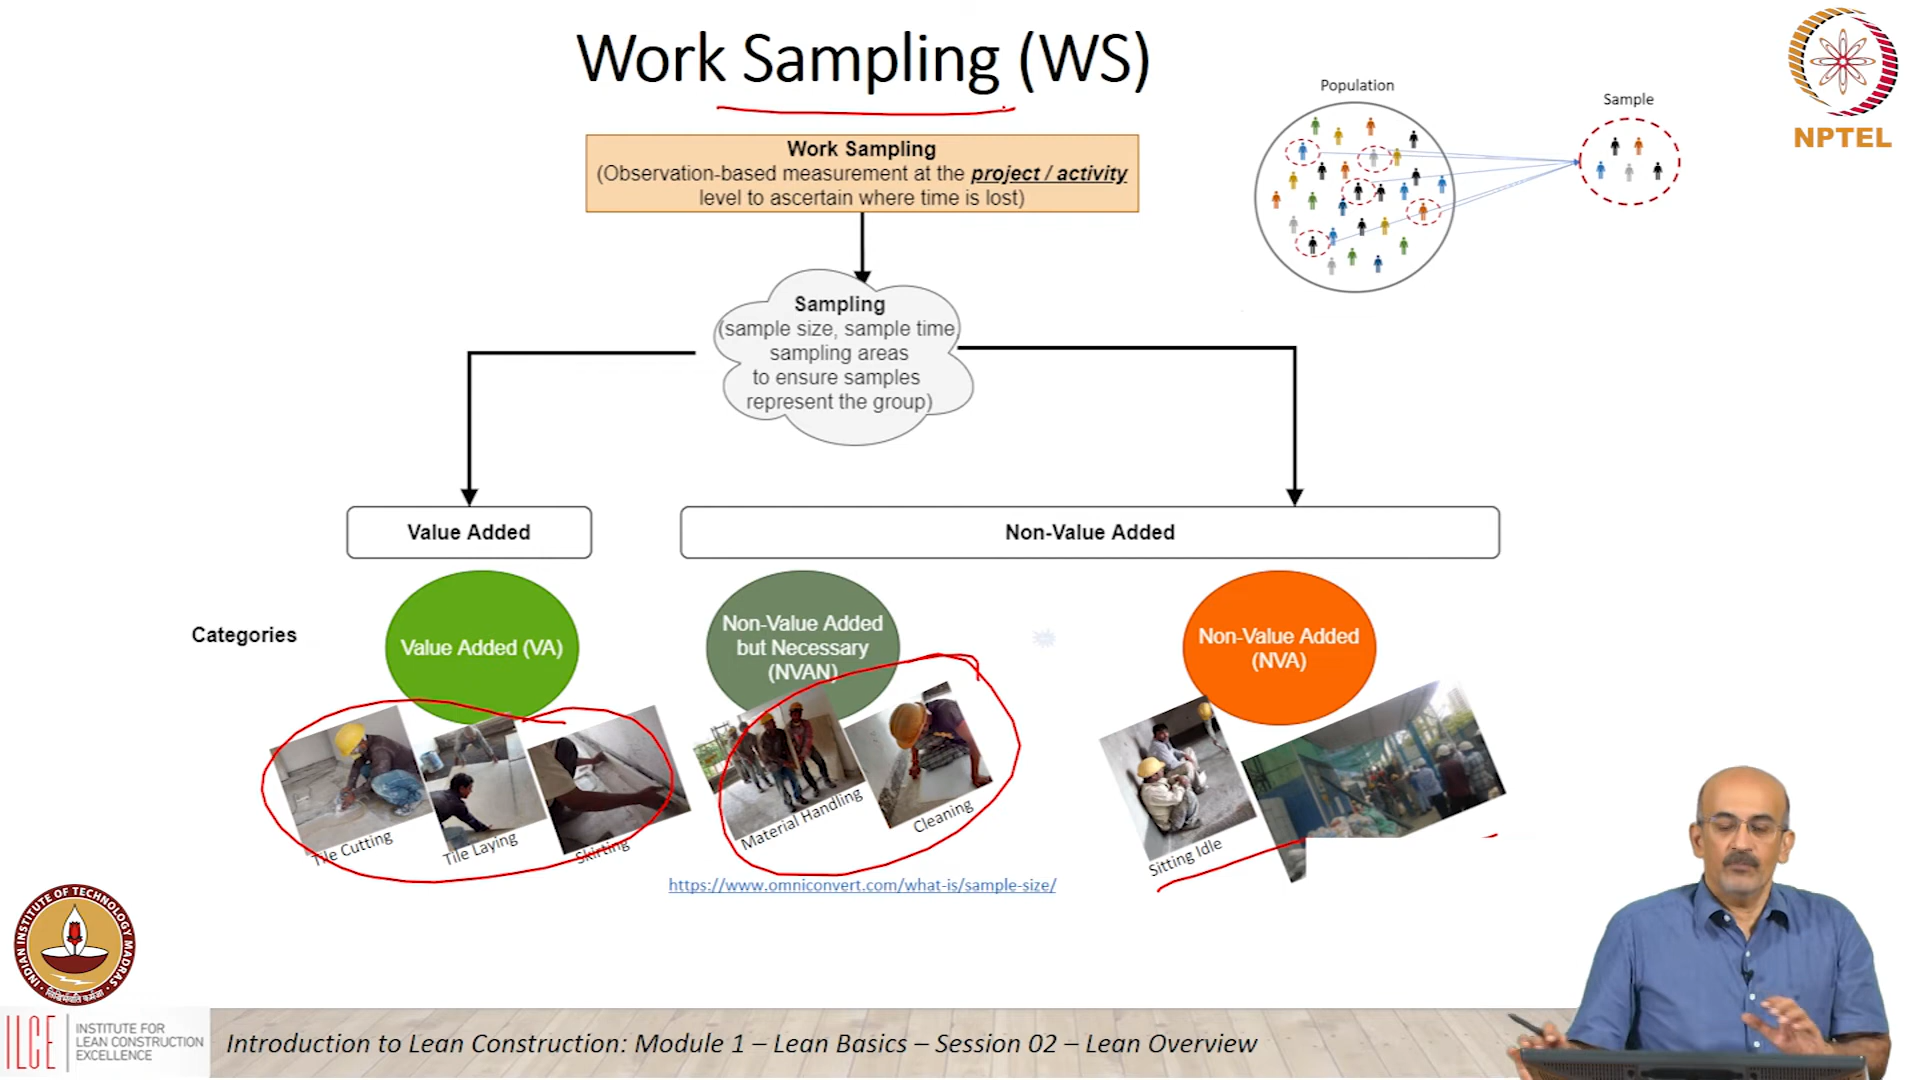 Work Sampling (WS)
Population
Sample
NPTEL
Work Sampling
(Observation-based measurement at the project / activity
level to ascertain where time is lost)
Sampling
(sample size, sample time,
sampling areas
to ensure samples
represent the group)
Value Added
Non-Value Added
Categories
Value Added (VA)
Non-Value Added
but Necessary
(NVAN)
Non-Value Added
(NVA)
Tile Cutting
Tile Laying
Skirting
Material Handling
Cleaning
Sitting Idle
https://www.omniconvert.com/what-is/sample-size/
INDIAN INSTITUTE OF TECHNOLOGY MADRAS
सिद्धिर्भवति कर्मजा
ILCE
INSTITUTE FOR
LEAN CONSTRUCTION
EXCELLENCE
Introduction to Lean Construction: Module 1 – Lean Basics – Session 02 – Lean Overview